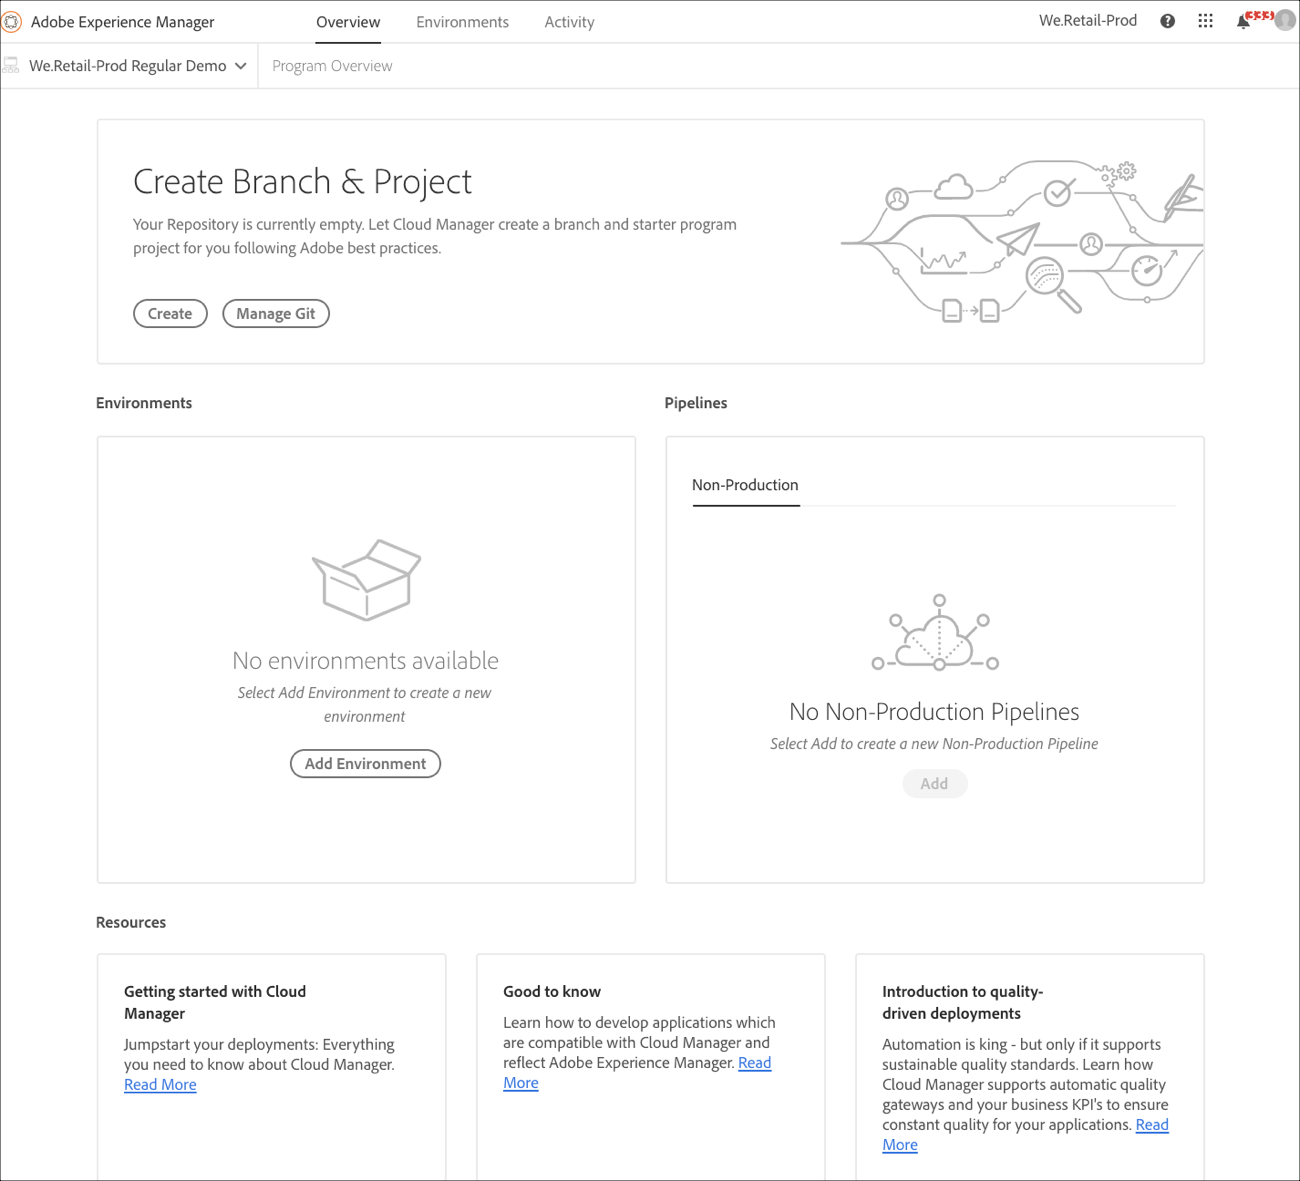 Adobe Experience Manager
Overview
Environments
Activity
We.Retail-Prod
We.Retail-Prod Regular Demo
Program Overview
Create Branch & Project
Your Repository is currently empty. Let Cloud Manager create a branch and starter program
project for you following Adobe best practices.
Create
Manage Git
Environments
No environments available
Select Add Environment to create a new
environment
Add Environment
Pipelines
Non-Production
No Non-Production Pipelines
Select Add to create a new Non-Production Pipeline
Add
Resources
Getting started with Cloud
Manager
Jumpstart your deployments: Everything
you need to know about Cloud Manager.
Read More
Good to know
Learn how to develop applications which
are compatible with Cloud Manager and
reflect Adobe Experience Manager. Read
More
Introduction to quality-
driven deployments
Automation is king - but only if it supports
sustainable quality standards. Learn how
Cloud Manager supports automatic quality
gateways and your business KPI's to ensure
constant quality for your applications. Read
More